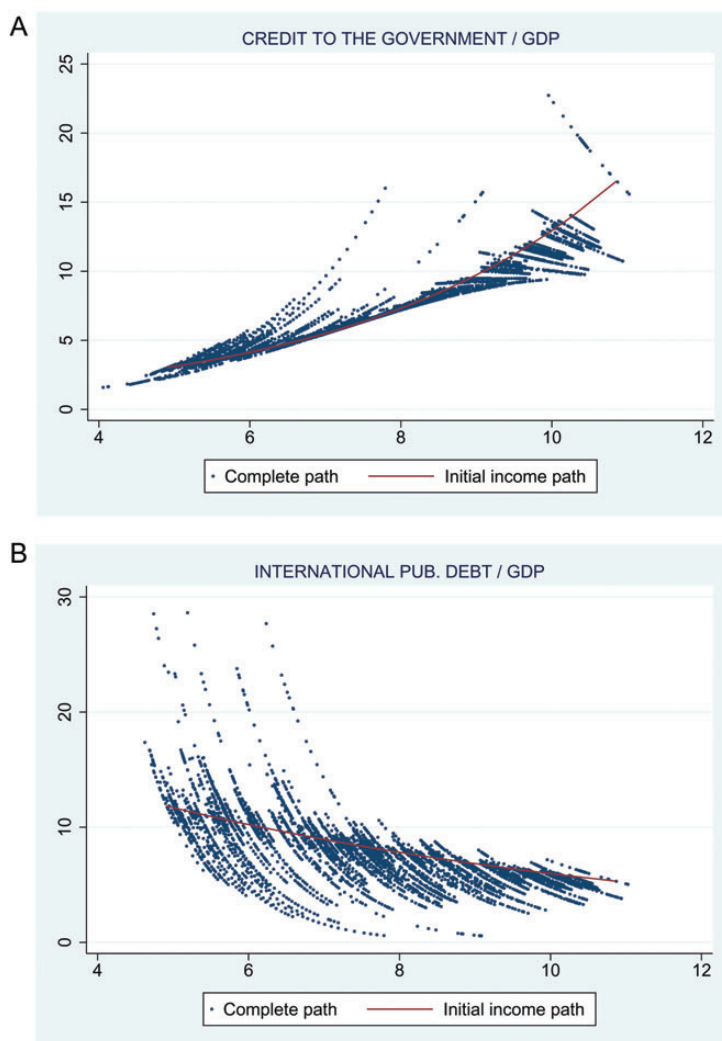 A
CREDIT TO THE GOVERNMENT / GDP
25
20
15
10
5
0
4 6 8 10 12
Complete path Initial income path
B
INTERNATIONAL PUB. DEBT / GDP
30
20
10
0
4 6 8 10 12
Complete path Initial income path